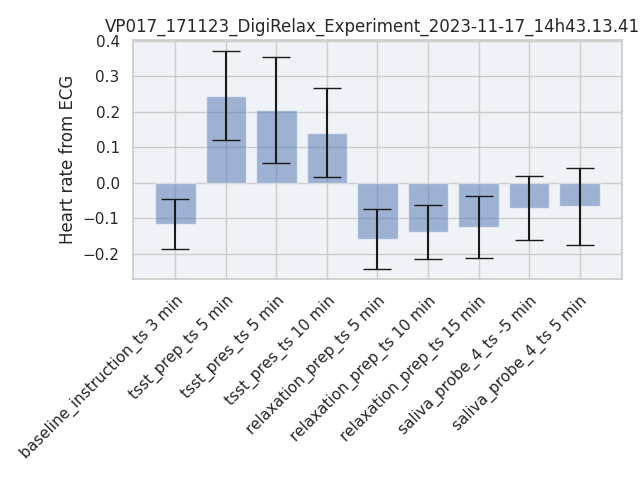 VP017_171123_DigiRelax_Experiment_2023-11-17_14h43.13.41
Heart rate from ECG
0.4
0.3
0.2
0.1
0.0
−0.1
−0.2
baseline_instruction_ts 3 min
tsst_prep_ts 5 min
tsst_pres_ts 5 min
tsst_pres_ts 10 min
relaxation_prep_ts 5 min
relaxation_prep_ts 10 min
relaxation_prep_ts 15 min
saliva_probe_4_ts -5 min
saliva_probe_4_ts 5 min